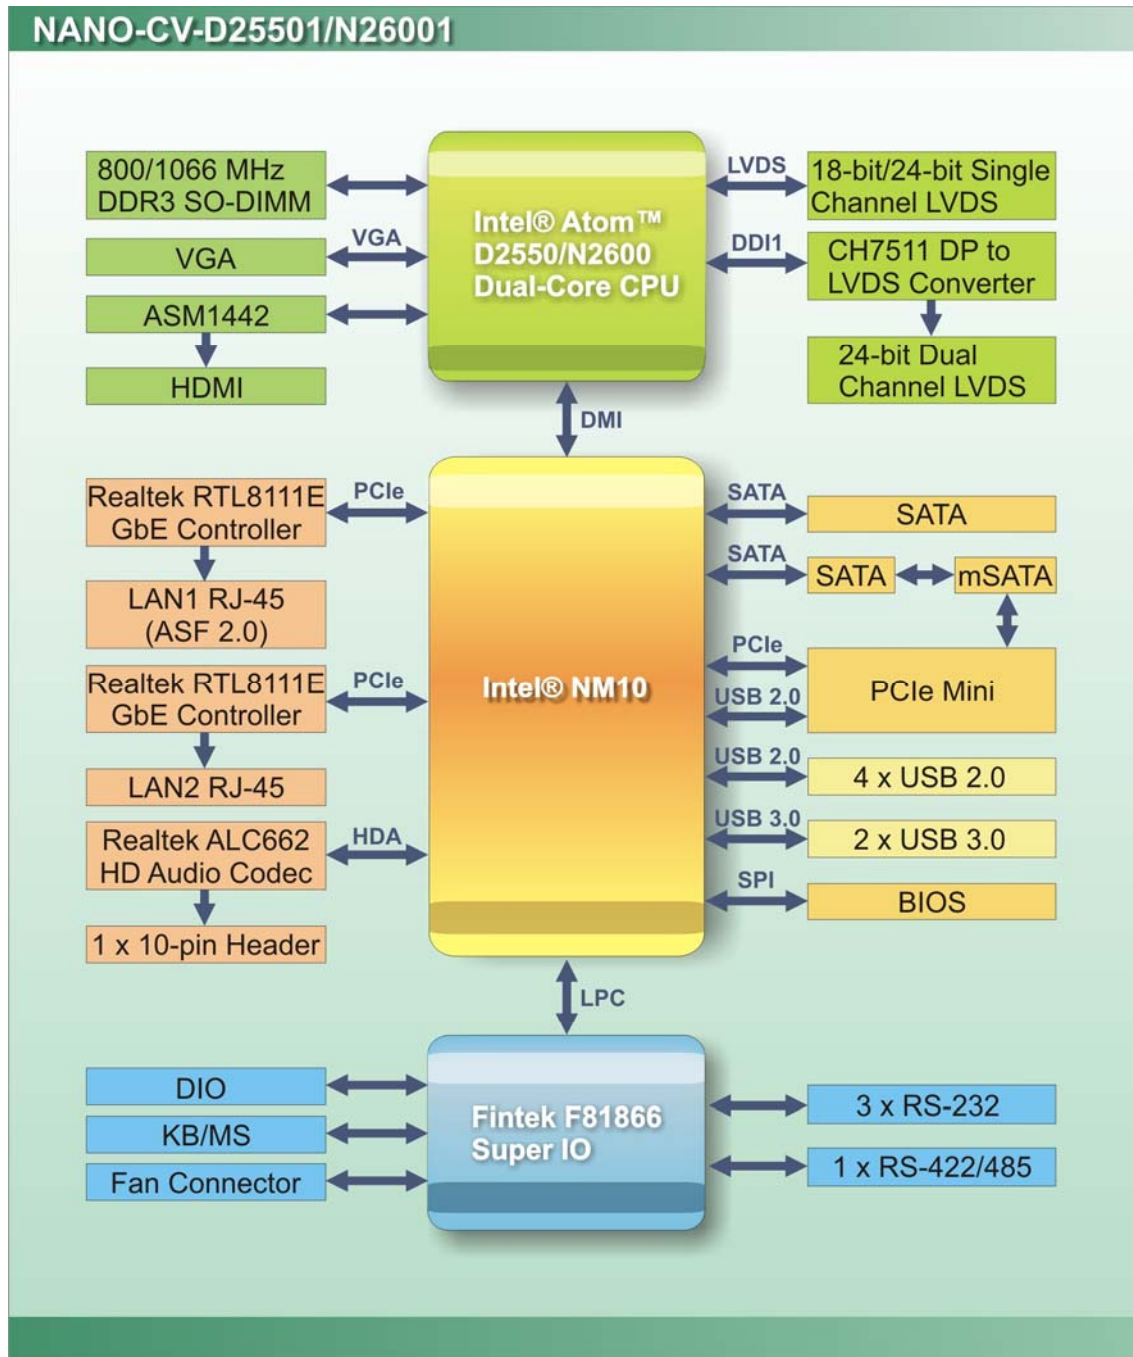 NANO-CV-D25501/N26001
800/1066 MHz
DDR3 SO-DIMM
VGA
VGA
ASM1442
HDMI
Intel® Atom™
D2550/N2600
Dual-Core CPU
LVDS
18-bit/24-bit Single
Channel LVDS
DDI1
CH7511 DP to
LVDS Converter
24-bit Dual
Channel LVDS
DMI
Realtek RTL8111E
GbE Controller
PCIe
LAN1 RJ-45
(ASF 2.0)
Realtek RTL8111E
GbE Controller
PCIe
LAN2 RJ-45
Realtek ALC662
HD Audio Codec
HDA
1 x 10-pin Header
Intel® NM10
SATA
SATA
SATA
SATA
mSATA
PCIe
USB 2.0
PCIe Mini
USB 2.0
4 x USB 2.0
USB 3.0
2 x USB 3.0
SPI
BIOS
LPC
DIO
KB/MS
Fan Connector
Fintek F81866
Super IO
3 x RS-232
1 x RS-422/485